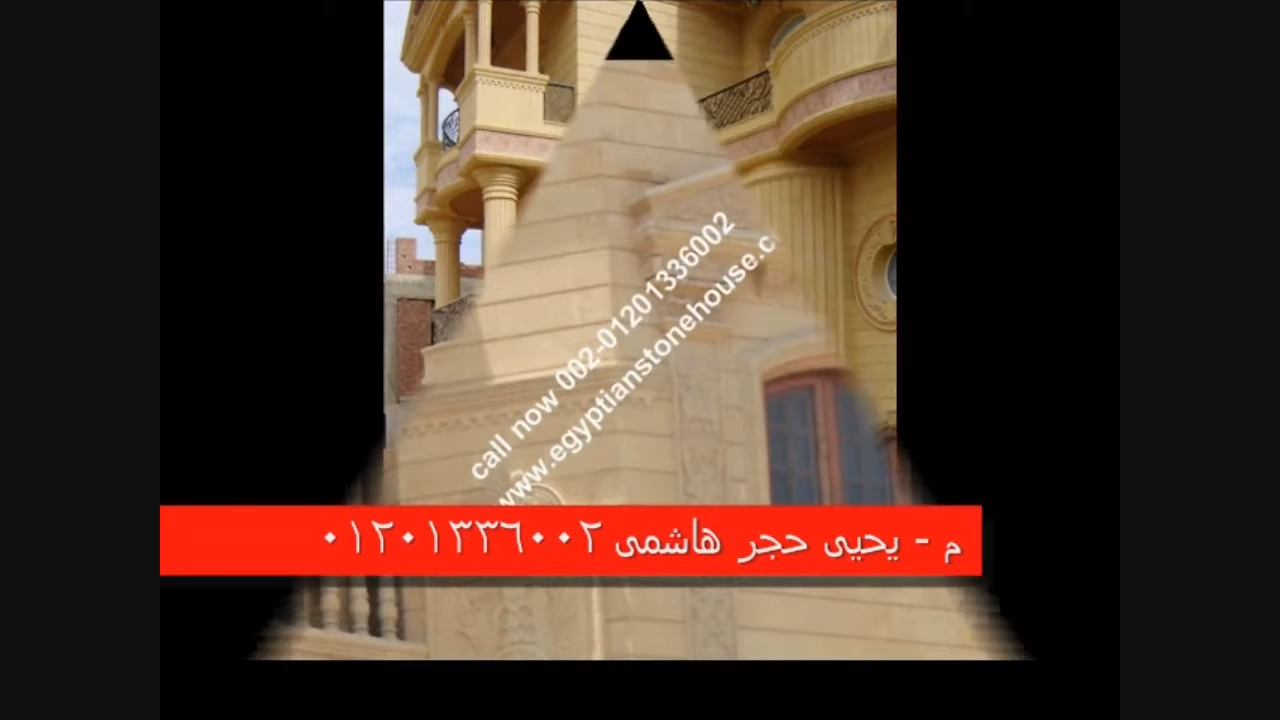 call now 002-01201336002
www.egyptianstonehouse.c
م - يحيى حجر هاشمى ٠١٢٠١٣٣٦٠٠٢